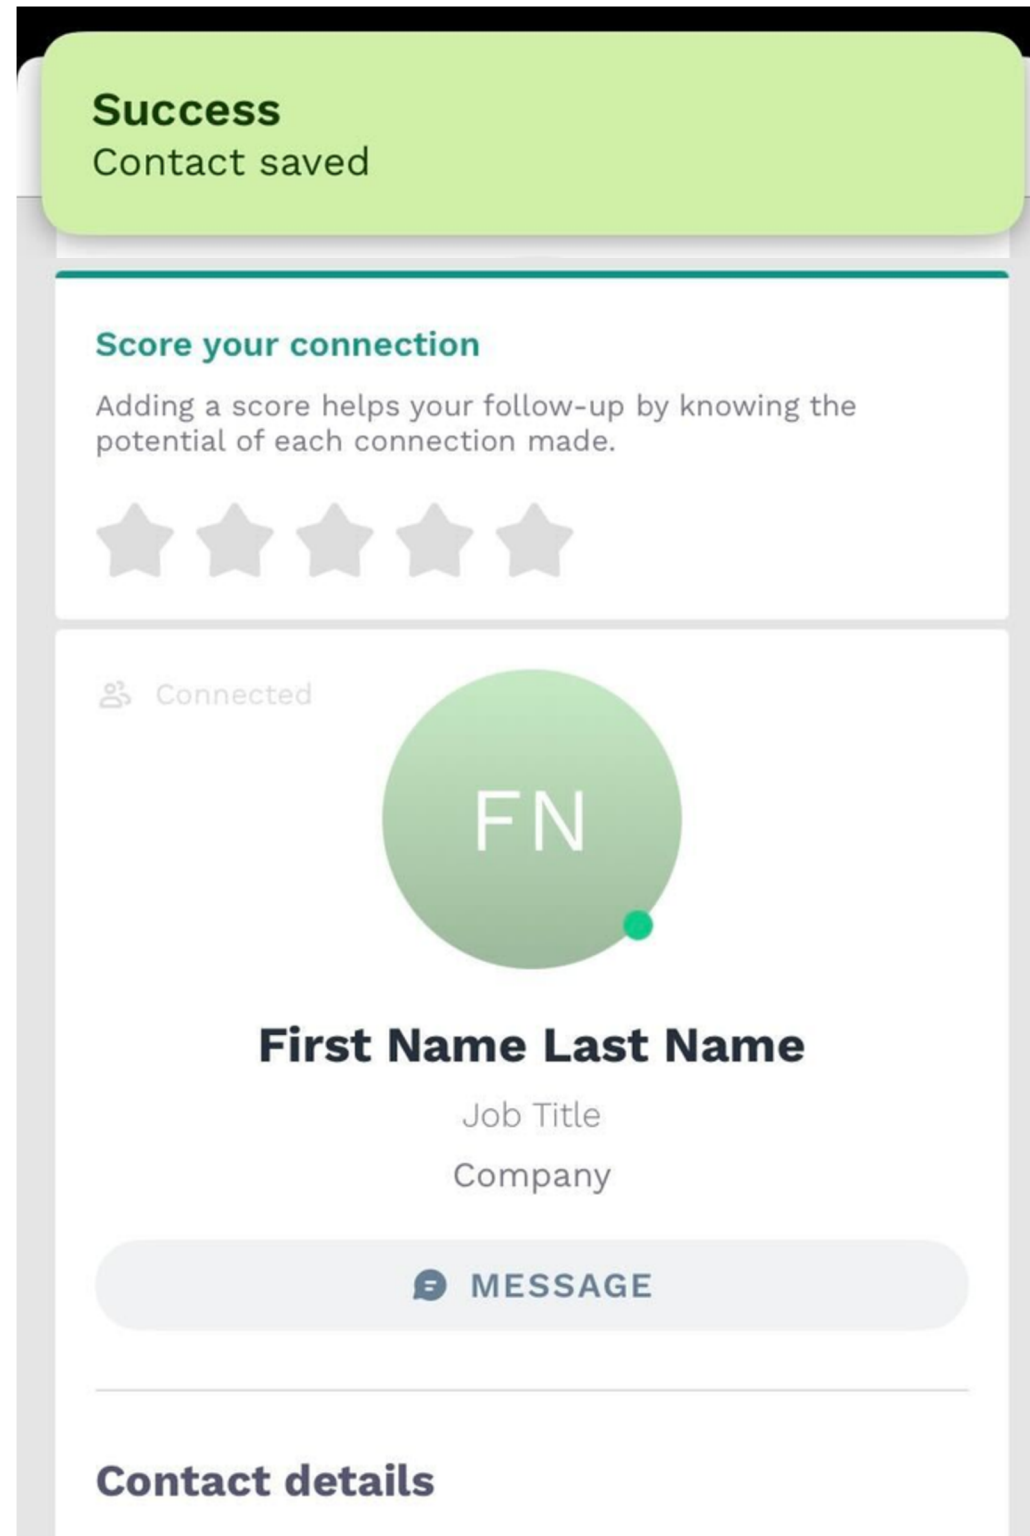 Success
Contact saved
Score your connection
Adding a score helps your follow-up by knowing the
potential of each connection made.
Connected
FN
First Name Last Name
Job Title
Company
MESSAGE
Contact details